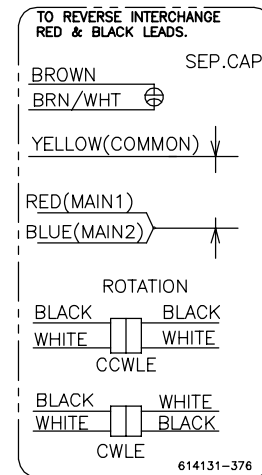 TO REVERSE INTERCHANGE
RED & BLACK LEADS.
SEP.CAP
BROWN
BRN/WHT
YELLOW(COMMON)
RED(MAIN1)
BLUE(MAIN2)
ROTATION
BLACK BLACK
WHITE WHITE
CCWLE
BLACK WHITE
WHITE BLACK
CWLE
614131-376